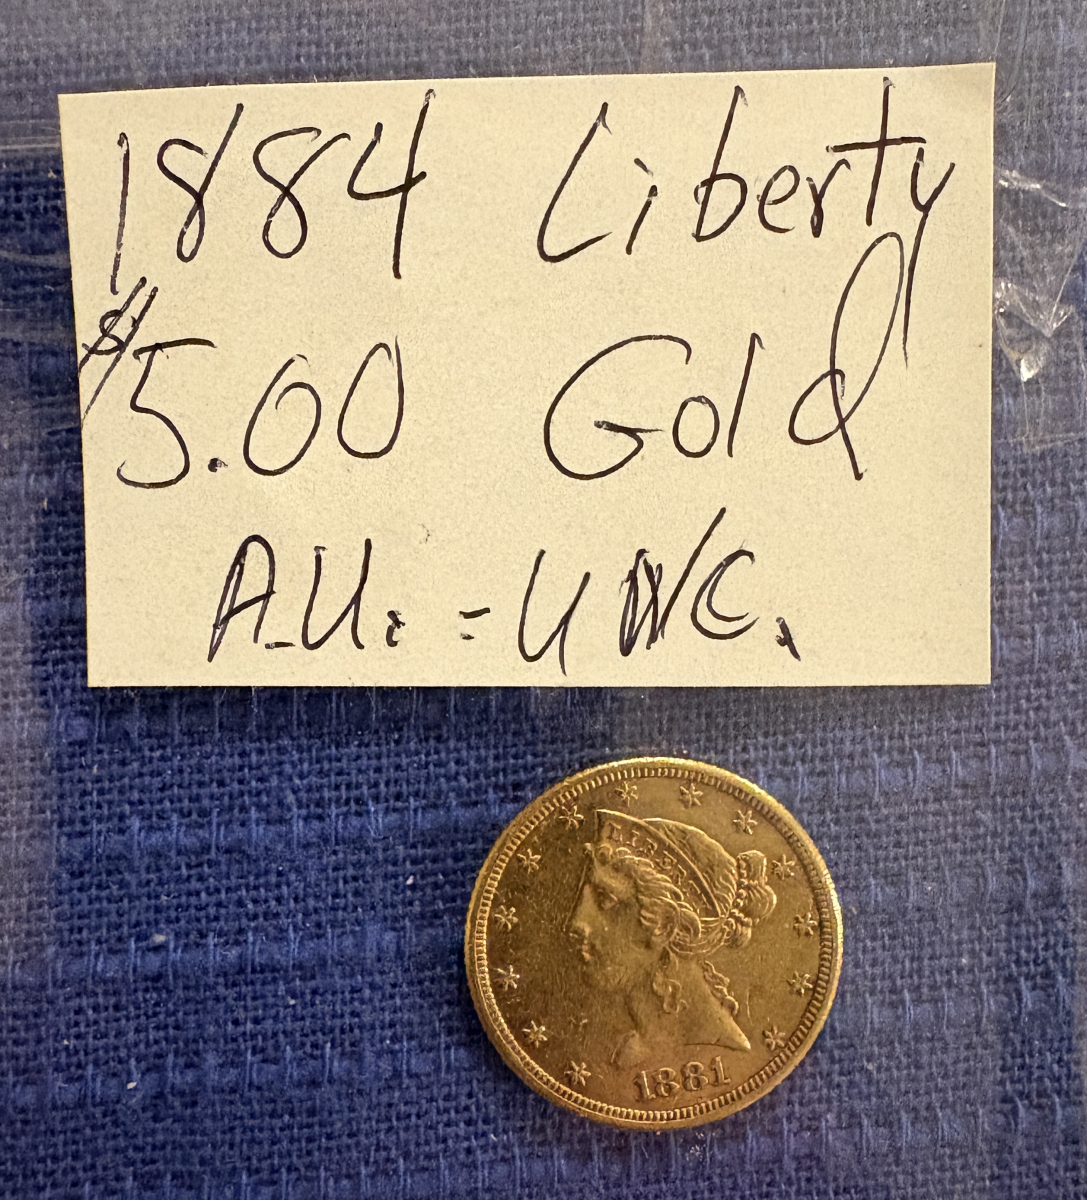 1884 Liberty
$5.00 Gold
A.U. - UNC.
LIBERTY
1881